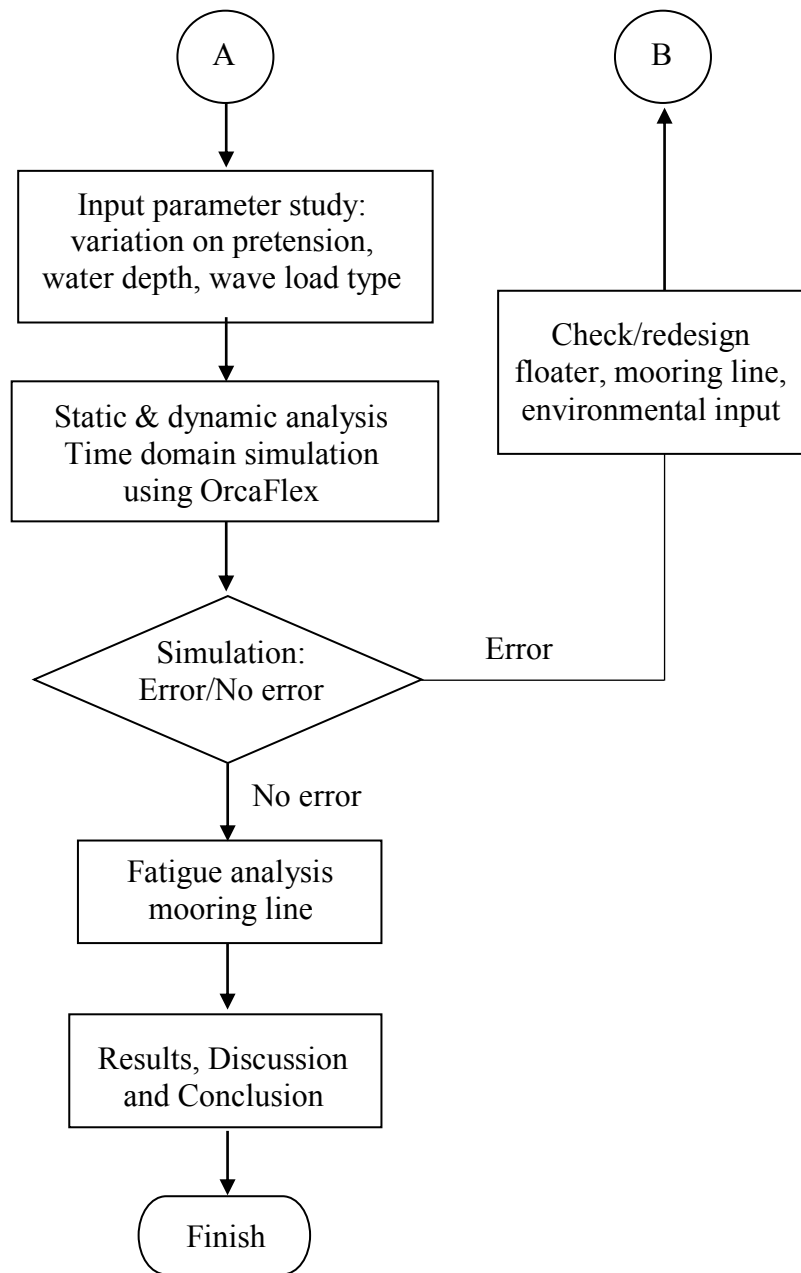 A
B
Input parameter study:
variation on pretension,
water depth, wave load type
Check/redesign
floater, mooring line,
environmental input
Static & dynamic analysis
Time domain simulation
using OrcaFlex
Simulation:
Error/No error
Error
No error
Fatigue analysis
mooring line
Results, Discussion
and Conclusion
Finish